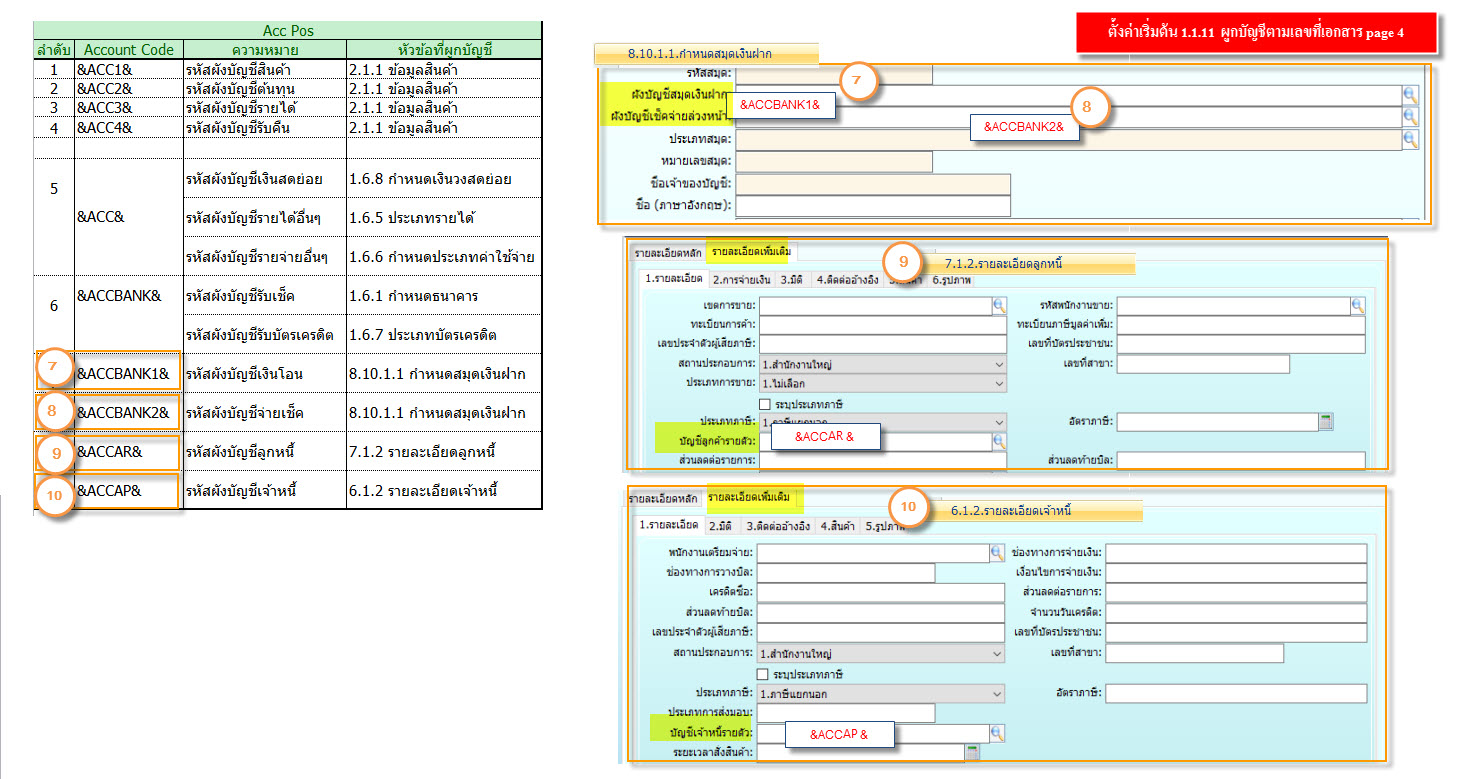 Acc Pos
ลำดับ Account Code ความหมาย หัวข้อที่ผูกบัญชี
1 &ACC1& รหัสผังบัญชีสินค้า 2.1.1 ข้อมูลสินค้า
2 &ACC2& รหัสผังบัญชีต้นทุน 2.1.1 ข้อมูลสินค้า
3 &ACC3& รหัสผังบัญชีรายได้ 2.1.1 ข้อมูลสินค้า
4 &ACC4& รหัสผังบัญชีรับคืน 2.1.1 ข้อมูลสินค้า
5 &ACC& รหัสผังบัญชีเงินสดย่อย 1.6.8 กำหนดเงินวงสดย่อย
รหัสผังบัญชีรายได้อื่นๆ 1.6.5 ประเภทรายได้
รหัสผังบัญชีรายจ่ายอื่นๆ 1.6.6 กำหนดประเภทค่าใช้จ่าย
6 &ACCBANK& รหัสผังบัญชีรับเช็ค 1.6.1 กำหนดธนาคาร
รหัสผังบัญชีรับบัตรเครดิต 1.6.7 ประเภทบัตรเครดิต
7 &ACCBANK1& รหัสผังบัญชีเงินโอน 8.10.1.1 กำหนดสมุดเงินฝาก
8 &ACCBANK2& รหัสผังบัญชีจ่ายเช็ค 8.10.1.1 กำหนดสมุดเงินฝาก
9 &ACCAR& รหัสผังบัญชีลูกหนี้ 7.1.2 รายละเอียดลูกหนี้
10 &ACCAP& รหัสผังบัญชีเจ้าหนี้ 6.1.2 รายละเอียดเจ้าหนี้
ตั้งค่าเริ่มต้น 1.1.11 ผูกบัญชีตามเลขที่เอกสาร page 4
8.10.1.1.กำหนดสมุดเงินฝาก
รหัสสมุด:
7
ผังบัญชีสมุดเงินฝาก
&ACCBANK1&
8
ผังบัญชีเช็คจ่ายล่วงหน้า
&ACCBANK2&
ประเภทสมุด:
หมายเลขสมุด:
ชื่อเจ้าของบัญชี:
ชื่อ (ภาษาอังกฤษ):
รายละเอียดหลัก รายละเอียดเพิ่มเติม
9
7.1.2.รายละเอียดลูกหนี้
1.รายละเอียด 2.การจ่ายเงิน 3.มิติ 4.ติดต่ออ้างอิง 6.รูปภาพ
เขตการขาย: รหัสพนักงานขาย:
ทะเบียนการค้า: ทะเบียนภาษีมูลค่าเพิ่ม:
เลขประจำตัวผู้เสียภาษี: เลขที่บัตรประชาชน:
สถานประกอบการ: 1.สำนักงานใหญ่ เลขที่สาขา:
ประเภทการขาย: 1.ไม่เลือก
ระบุประเภทภาษี
ประเภทภาษี: 1.ภาษีแยกนอก อัตราภาษี:
บัญชีลูกค้ารายตัว: &ACCAR &
ส่วนลดต่อรายการ: ส่วนลดท้ายบิล:
รายละเอียดหลัก รายละเอียดเพิ่มเติม
10
6.1.2.รายละเอียดเจ้าหนี้
1.รายละเอียด 2.มิติ 3.ติดต่ออ้างอิง 4.สินค้า 5.รูปภาพ
พนักงานเตรียมจ่าย: ช่องทางการจ่ายเงิน:
ช่องทางการวางบิล: เงื่อนไขการจ่ายเงิน:
เครดิตซื้อ: ส่วนลดต่อรายการ:
ส่วนลดท้ายบิล: จำนวนวันเครดิต:
เลขประจำตัวผู้เสียภาษี: เลขที่บัตรประชาชน:
สถานประกอบการ: 1.สำนักงานใหญ่ เลขที่สาขา:
ระบุประเภทภาษี
ประเภทภาษี: 1.ภาษีแยกนอก อัตราภาษี:
ประเภทการส่งมอบ:
บัญชีเจ้าหนี้รายตัว: &ACCAP &
ระยะเวลาสั่งสินค้า: